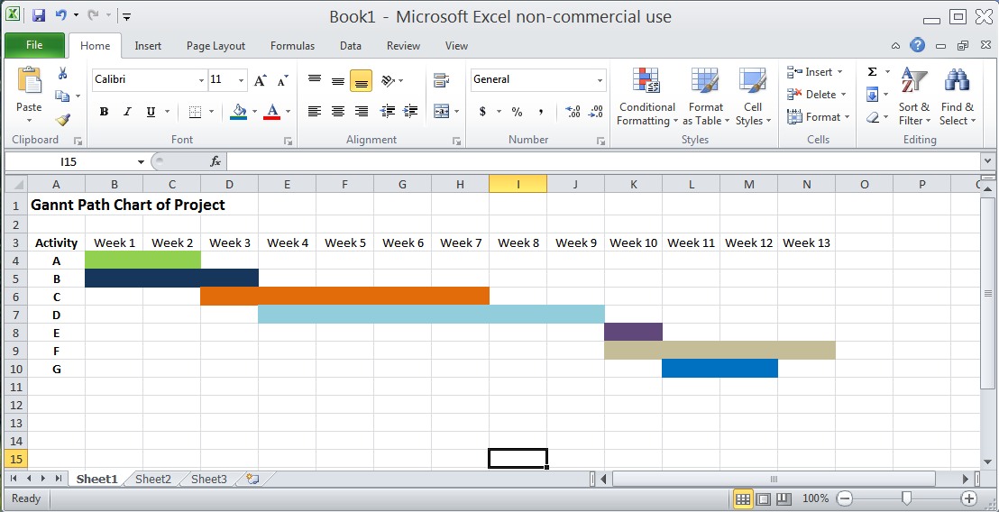 Book1 - Microsoft Excel non-commercial use
File Home Insert Page Layout Formulas Data Review View
Calibri 11 General
Paste
B I U $ % ,
Conditional Formatting
Format as Table
Cell Styles
Insert
Delete
Format
Σ
Sort & Filter
Find & Select
Clipboard Font Alignment Number Styles Cells Editing
I15 fx
A B C D E F G H I J K L M N O P
1 Gannt Path Chart of Project
2
3 Activity Week 1 Week 2 Week 3 Week 4 Week 5 Week 6 Week 7 Week 8 Week 9 Week 10 Week 11 Week 12 Week 13
4 A
5 B
6 C
7 D
8 E
9 F
10 G
11
12
13
14
15
Sheet1 Sheet2 Sheet3
Ready 100%